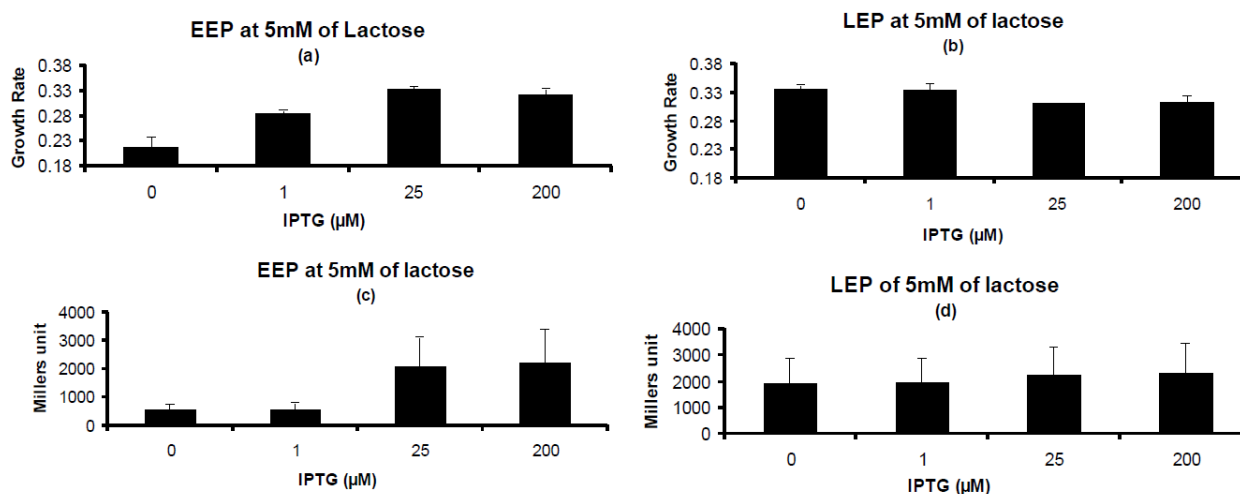 EEP at 5mM of Lactose
(a)
Growth Rate
0.38
0.33
0.28
0.23
0.18
0 1 25 200
IPTG (µM)
LEP at 5mM of lactose
(b)
Growth Rate
0.38
0.33
0.28
0.23
0.18
0 1 25 200
IPTG (µM)
EEP at 5mM of lactose
(c)
Millers unit
4000
3000
2000
1000
0
0 1 25 200
IPTG (µM)
LEP of 5mM of lactose
(d)
Millers unit
4000
3000
2000
1000
0
0 1 25 200
IPTG (µM)